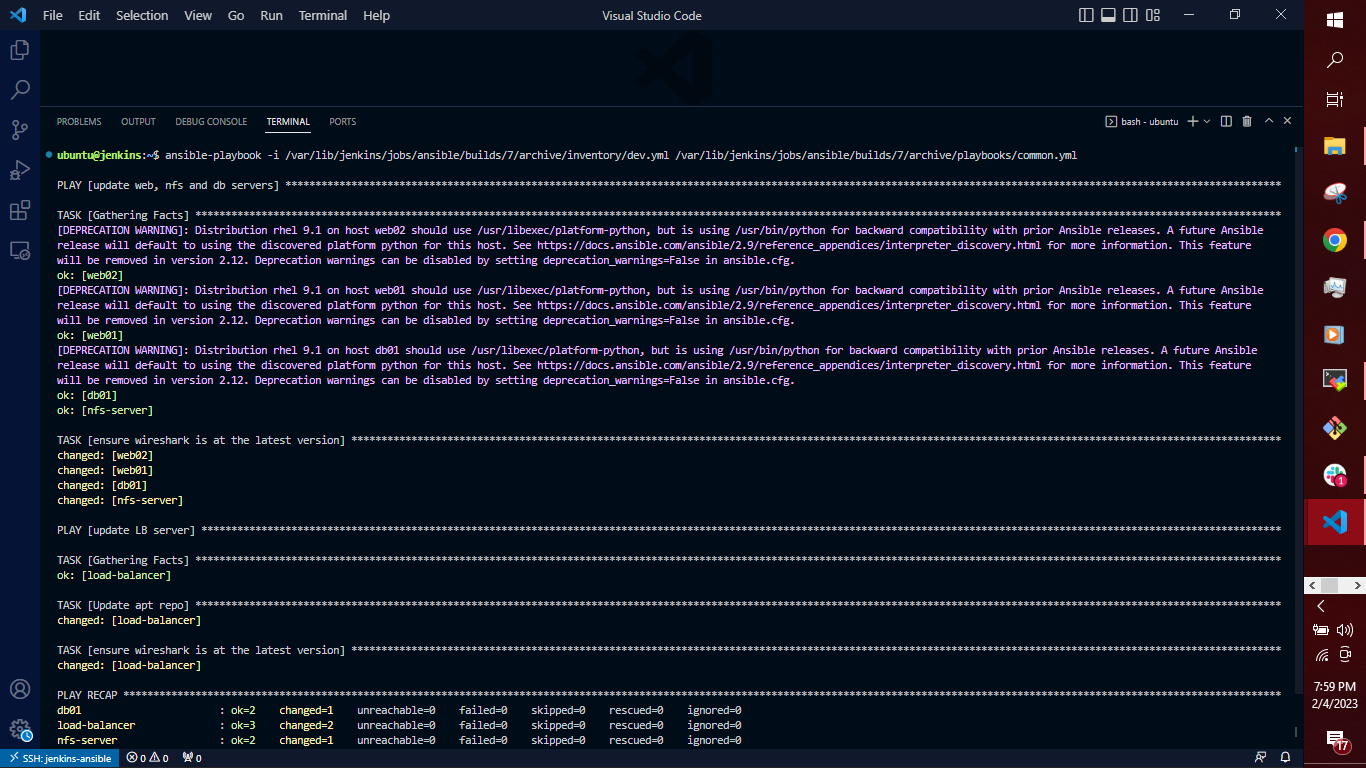 File Edit Selection View Go Run Terminal Help Visual Studio Code
PROBLEMS OUTPUT DEBUG CONSOLE TERMINAL PORTS bash - ubuntu
ubuntu@jenkins:~$ ansible-playbook -i /var/lib/jenkins/jobs/ansible/builds/7/archive/inventory/dev.yml /var/lib/jenkins/jobs/ansible/builds/7/archive/playbooks/common.yml
PLAY [update web, nfs and db servers] **********************************************************************************************************************************************************************
TASK [Gathering Facts] *************************************************************************************************************************************************************************************
[DEPRECATION WARNING]: Distribution rhel 9.1 on host web02 should use /usr/libexec/platform-python, but is using /usr/bin/python for backward compatibility with prior Ansible releases. A future Ansible
release will default to using the discovered platform python for this host. See https://docs.ansible.com/ansible/2.9/reference_appendices/interpreter_discovery.html for more information. This feature
will be removed in version 2.12. Deprecation warnings can be disabled by setting deprecation_warnings=False in ansible.cfg.
ok: [web02]
[DEPRECATION WARNING]: Distribution rhel 9.1 on host web01 should use /usr/libexec/platform-python, but is using /usr/bin/python for backward compatibility with prior Ansible releases. A future Ansible
release will default to using the discovered platform python for this host. See https://docs.ansible.com/ansible/2.9/reference_appendices/interpreter_discovery.html for more information. This feature
will be removed in version 2.12. Deprecation warnings can be disabled by setting deprecation_warnings=False in ansible.cfg.
ok: [web01]
[DEPRECATION WARNING]: Distribution rhel 9.1 on host db01 should use /usr/libexec/platform-python, but is using /usr/bin/python for backward compatibility with prior Ansible releases. A future Ansible
release will default to using the discovered platform python for this host. See https://docs.ansible.com/ansible/2.9/reference_appendices/interpreter_discovery.html for more information. This feature
will be removed in version 2.12. Deprecation warnings can be disabled by setting deprecation_warnings=False in ansible.cfg.
ok: [db01]
ok: [nfs-server]
TASK [ensure wireshark is at the latest version] ***********************************************************************************************************************************************************
changed: [web02]
changed: [web01]
changed: [db01]
changed: [nfs-server]
PLAY [update LB server] ************************************************************************************************************************************************************************************
TASK [Gathering Facts] *************************************************************************************************************************************************************************************
ok: [load-balancer]
TASK [Update apt repo] *************************************************************************************************************************************************************************************
changed: [load-balancer]
TASK [ensure wireshark is at the latest version] ***********************************************************************************************************************************************************
changed: [load-balancer]
PLAY RECAP *************************************************************************************************************************************************************************************************
db01 : ok=2 changed=1 unreachable=0 failed=0 skipped=0 rescued=0 ignored=0
load-balancer : ok=3 changed=2 unreachable=0 failed=0 skipped=0 rescued=0 ignored=0
nfs-server : ok=2 changed=1 unreachable=0 failed=0 skipped=0 rescued=0 ignored=0
SSH: jenkins-ansible 0 0 0
1
7:59 PM
2/4/2023
17